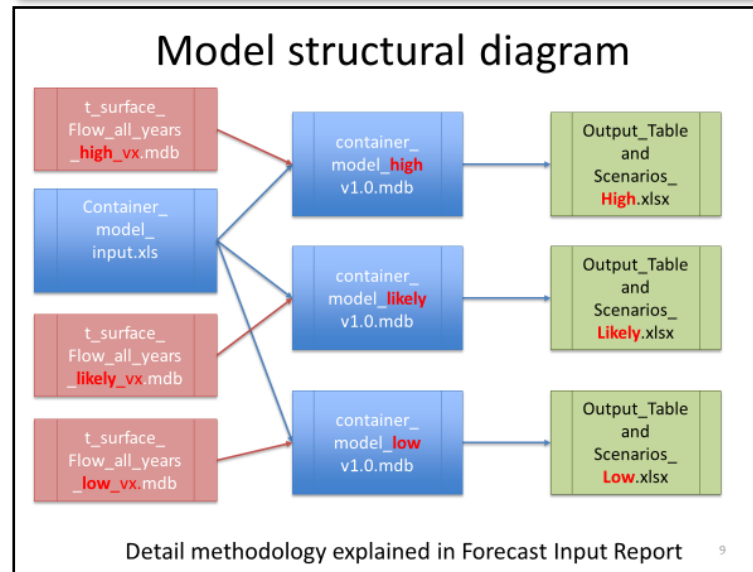 Model structural diagram
t_surface_
Flow_all_years
_high_vx.mdb
container_
model_high
v1.0.mdb
Output_Table
and
Scenarios_
High.xlsx
Container_
model_
input.xls
t_surface_
Flow_all_years
_likely_vx.mdb
container_
model_likely
v1.0.mdb
Output_Table
and
Scenarios_
Likely.xlsx
t_surface_
Flow_all_years
_low_vx.mdb
container_
model_low
v1.0.mdb
Output_Table
and
Scenarios_
Low.xlsx
Detail methodology explained in Forecast Input Report
9